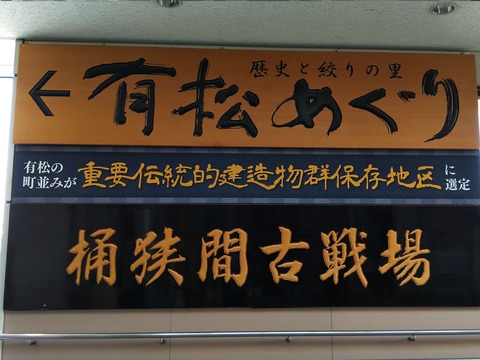 歴史と絞りの里
← 有松めぐり
有松の町並みが 重要伝統的建造物群保存地区 に選定
桶狭間古戦場